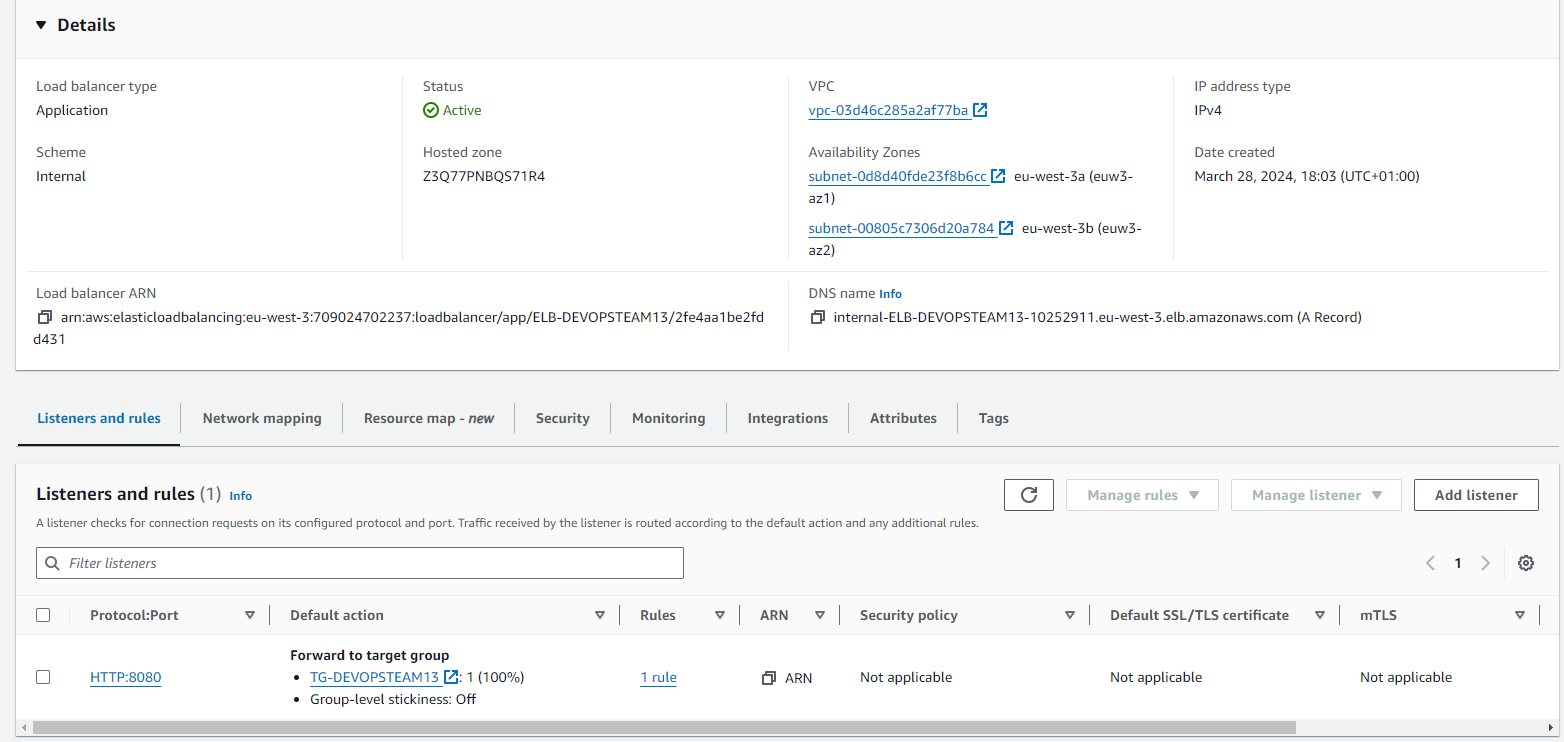 Details
Load balancer type
Application
Status
Active
VPC
vpc-03d46c285a2af77ba
IP address type
IPv4
Scheme
Internal
Hosted zone
Z3Q77PNBQS71R4
Availability Zones
subnet-0d8d40fde23f8b6cc eu-west-3a (euw3-
az1)
subnet-00805c7306d20a784 eu-west-3b (euw3-
az2)
Date created
March 28, 2024, 18:03 (UTC+01:00)
Load balancer ARN
arn:aws:elasticloadbalancing:eu-west-3:709024702237:loadbalancer/app/ELB-DEVOPSTEAM13/2fe4aa1be2fd
d431
DNS name Info
internal-ELB-DEVOPSTEAM13-10252911.eu-west-3.elb.amazonaws.com (A Record)
Listeners and rules Network mapping Resource map - new Security Monitoring Integrations Attributes Tags
Listeners and rules (1) Info
Manage rules Manage listener Add listener
A listener checks for connection requests on its configured protocol and port. Traffic received by the listener is routed according to the default action and any additional rules.
Filter listeners
1
Protocol:Port Default action Rules ARN Security policy Default SSL/TLS certificate mTLS
Forward to target group
HTTP:8080 • TG-DEVOPSTEAM13 : 1 (100%) 1 rule ARN Not applicable Not applicable Not applicable
• Group-level stickiness: Off